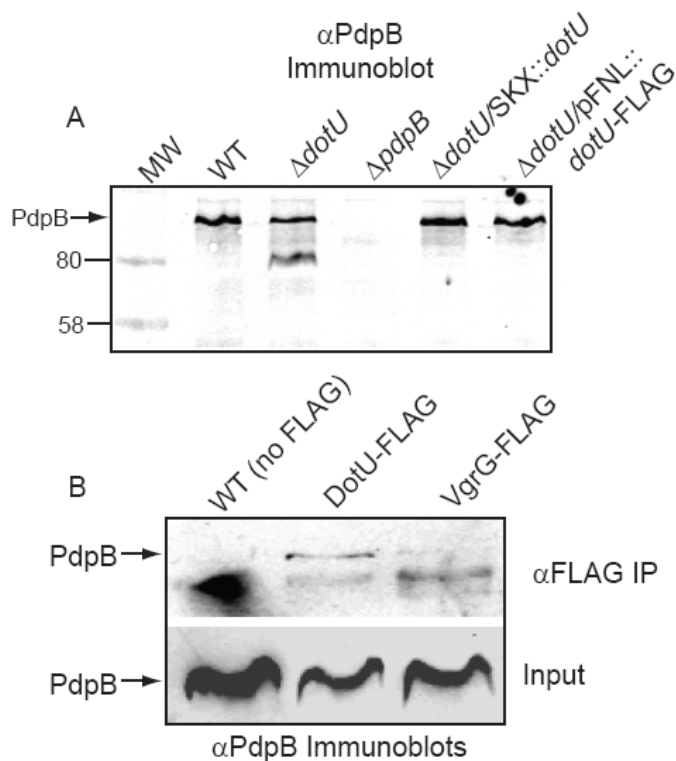 αPdpB
Immunoblot
A
MW
WT
ΔdotU
ΔpdpB
ΔdotU/SKX::dotU
ΔdotU/pFNL::
dotU-FLAG
PdpB
80
58
B
WT (no FLAG)
DotU-FLAG
VgrG-FLAG
PdpB
αFLAG IP
PdpB
Input
αPdpB Immunoblots